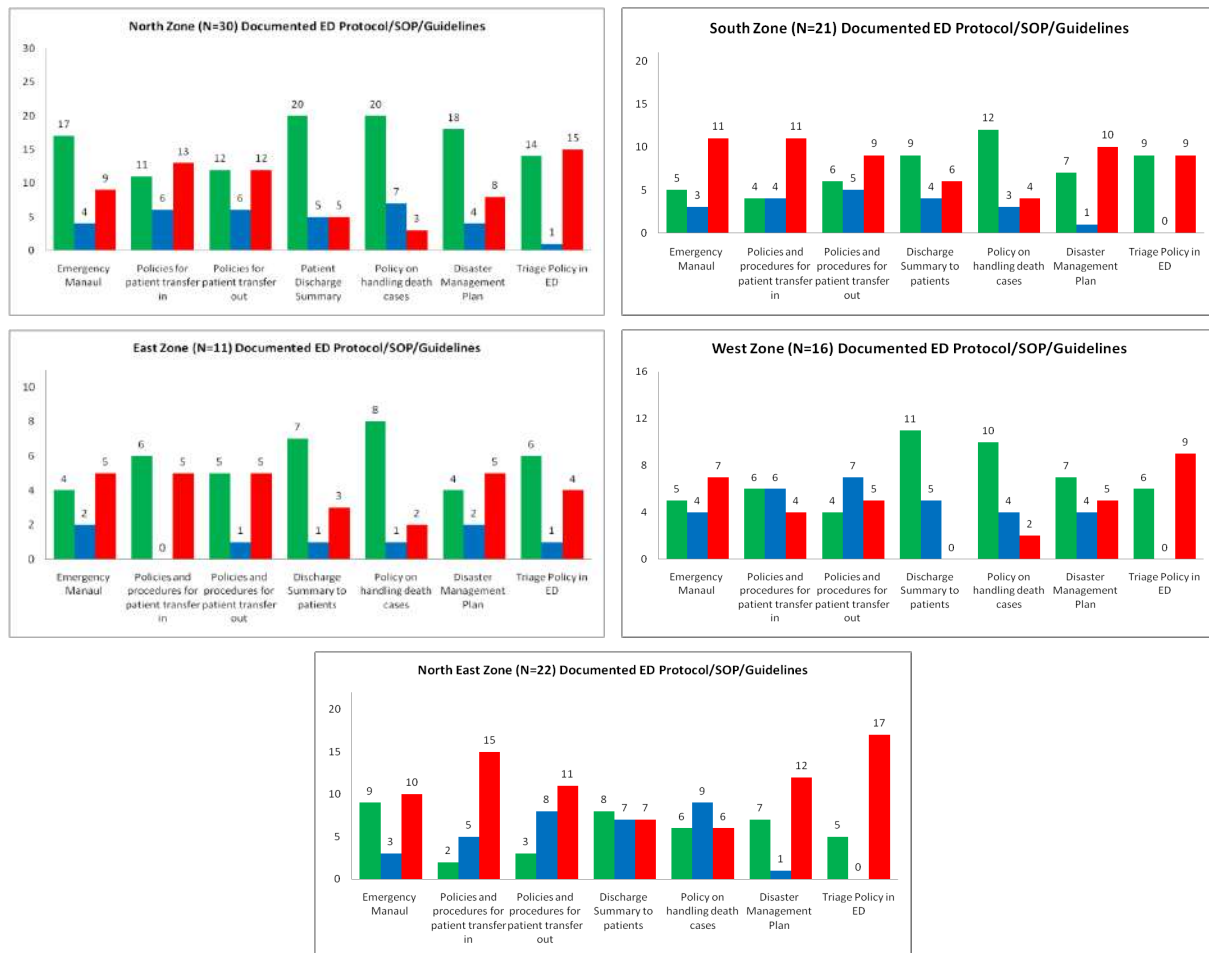 North Zone (N=30) Documented ED Protocol/SOP/Guidelines
30
25
20
15
10
5
0
17 4 9
11 6 13
12 6 12
20 5 5
20 7 3
18 4 8
14 1 15
Emergency Manaul
Policies for patient transfer in
Policies for patient transfer out
Patient Discharge Summary
Policy on handling death cases
Disaster Management Plan
Triage Policy in ED
South Zone (N=21) Documented ED Protocol/SOP/Guidelines
20
15
10
5
0
5 3 11
4 4 11
6 5 9
9 4 6
12 3 4
7 1 10
9 0 9
Emergency Manaul
Policies and procedures for patient transfer in
Policies and procedures for patient transfer out
Discharge Summary to patients
Policy on handling death cases
Disaster Management Plan
Triage Policy in ED
East Zone (N=11) Documented ED Protocol/SOP/Guidelines
10
8
6
4
2
0
4 2 5
6 0 5
5 1 5
7 1 3
8 1 2
4 2 5
6 1 4
Emergency Manaul
Policies and procedures for patient transfer in
Policies and procedures for patient transfer out
Discharge Summary to patients
Policy on handling death cases
Disaster Management Plan
Triage Policy in ED
West Zone (N=16) Documented ED Protocol/SOP/Guidelines
16
12
8
4
0
5 4 7
6 6 4
4 7 5
11 5 0
10 4 2
7 4 5
6 0 9
Emergency Manaul
Policies and procedures for patient transfer in
Policies and procedures for patient transfer out
Discharge Summary to patients
Policy on handling death cases
Disaster Management Plan
Triage Policy in ED
North East Zone (N=22) Documented ED Protocol/SOP/Guidelines
20
15
10
5
0
9 3 10
2 5 15
3 8 11
8 7 7
6 9 6
7 1 12
5 0 17
Emergency Manaul
Policies and procedures for patient transfer in
Policies and procedures for patient transfer out
Discharge Summary to patients
Policy on handling death cases
Disaster Management Plan
Triage Policy in ED